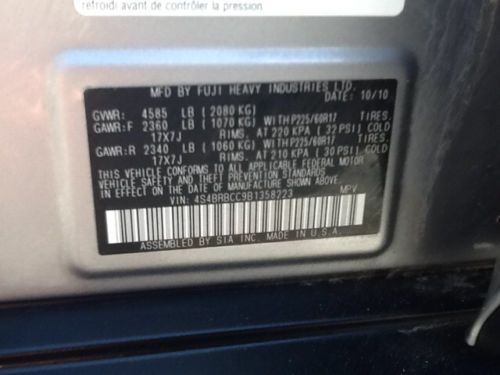 refroidi avant de contrôler la pression
MFD BY FUJI HEAVY INDUSTRIES LTD.
DATE: 10/10
GVWR: 4585 LB (2080 KG)
GAWR:F 2360 LB (1070 KG) WITH P225/60R17 TIRES.
17X7J RIMS. AT 220 KPA (32 PSI) COLD
GAWR:R 2340 LB (1060 KG) WITH P225/60R17 TIRES.
17X7J RIMS. AT 210 KPA (30 PSI) COLD
THIS VEHICLE CONFORMS TO ALL APPLICABLE FEDERAL MOTOR
VEHICLE SAFETY AND THEFT PREVENTION STANDARDS
IN EFFECT ON THE DATE OF MANUFACTURE SHOWN ABOVE.
VIN: 4S4BRBCC9B1358223 MPV
ASSEMBLED BY SIA INC. IN U.S.A.